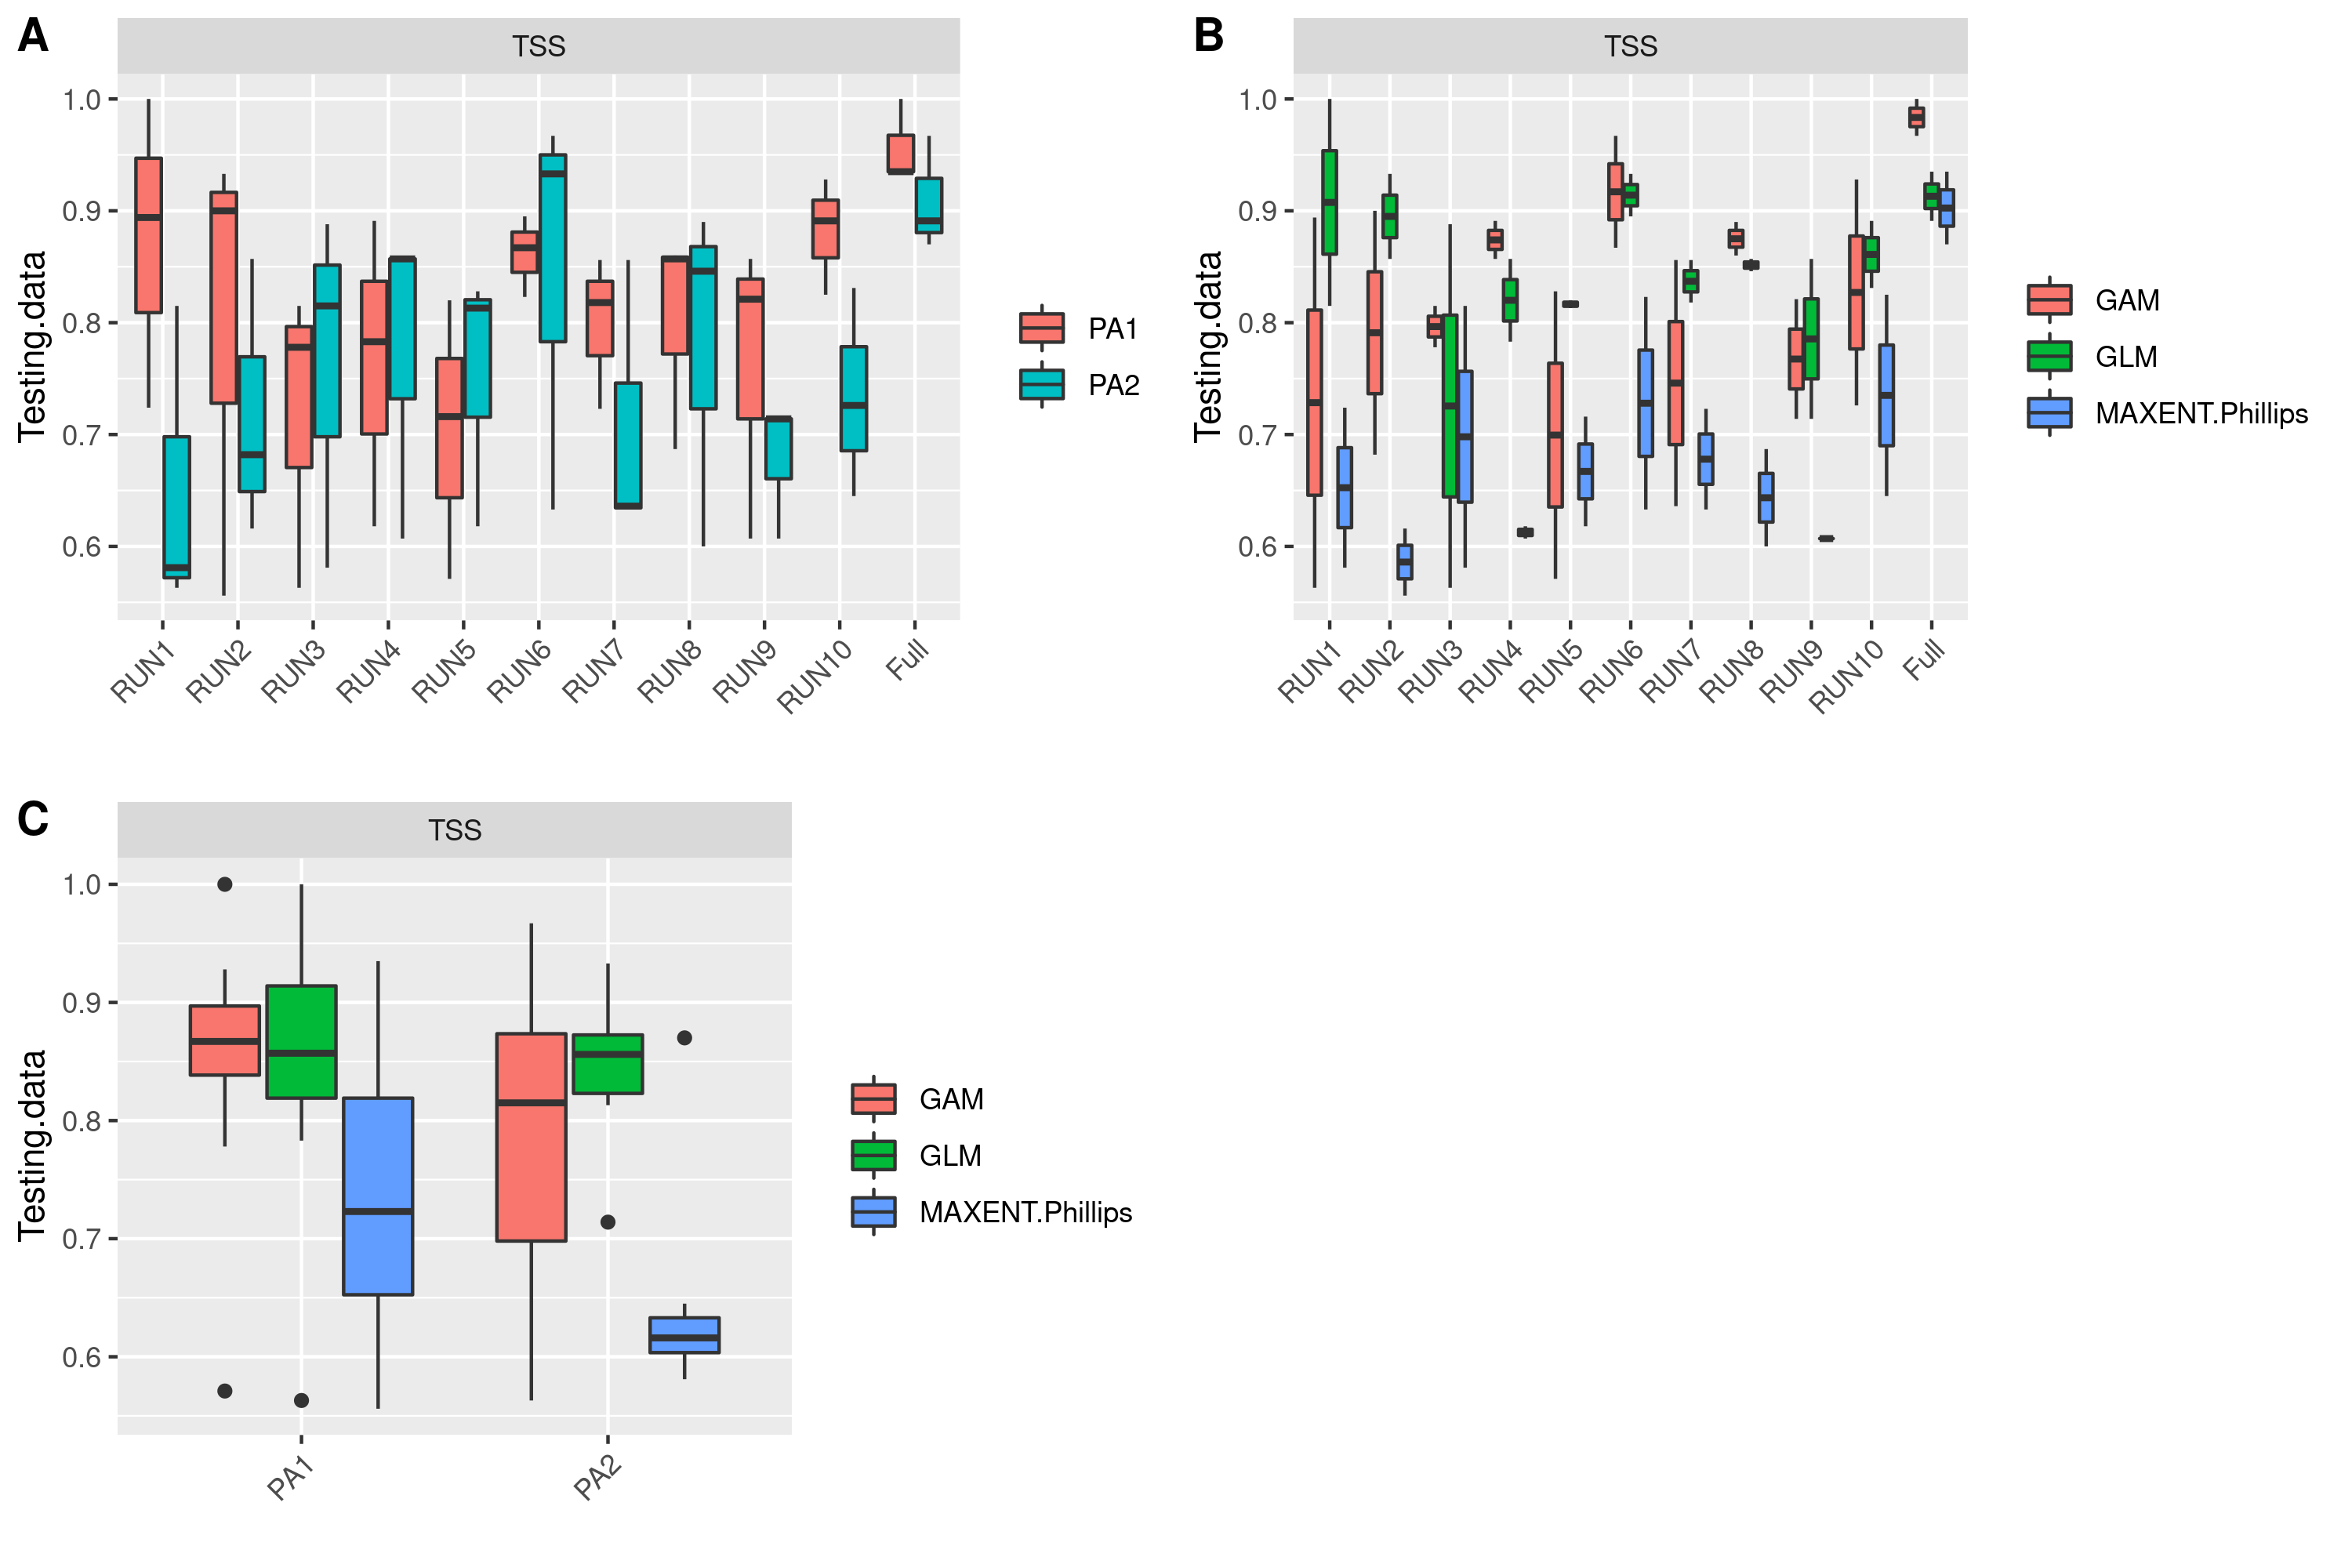 A
TSS
Testing.data
1.0
0.9
0.8
0.7
0.6
RUN1
RUN2
RUN3
RUN4
RUN5
RUN6
RUN7
RUN8
RUN9
RUN10
Full
PA1
PA2
B
TSS
Testing.data
1.0
0.9
0.8
0.7
0.6
RUN1
RUN2
RUN3
RUN4
RUN5
RUN6
RUN7
RUN8
RUN9
RUN10
Full
GAM
GLM
MAXENT.Phillips
C
TSS
Testing.data
1.0
0.9
0.8
0.7
0.6
PA1
PA2
GAM
GLM
MAXENT.Phillips